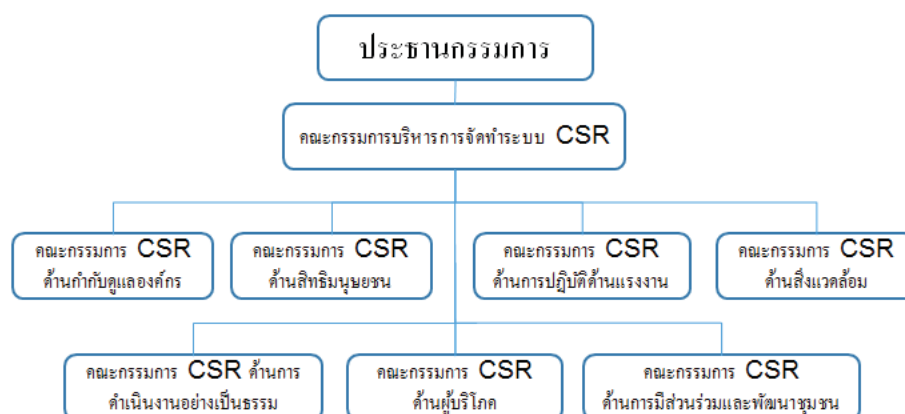 ประธานกรรมการ
คณะกรรมการบริหารการจัดทำระบบ CSR
คณะกรรมการ CSR
ด้านกำกับดูแลองค์กร
คณะกรรมการ CSR
ด้านสิทธิมนุษยชน
คณะกรรมการ CSR
ด้านการปฎิบัติด้านแรงงาน
คณะกรรมการ CSR
ด้านสิ่งแวดล้อม
คณะกรรมการ CSR ด้านการ
ดำเนินงานอย่างเป็นธรรม
คณะกรรมการ CSR
ด้านผู้บริโภค
คณะกรรมการ CSR
ด้านการมีส่วนร่วมและพัฒนาชุมชน